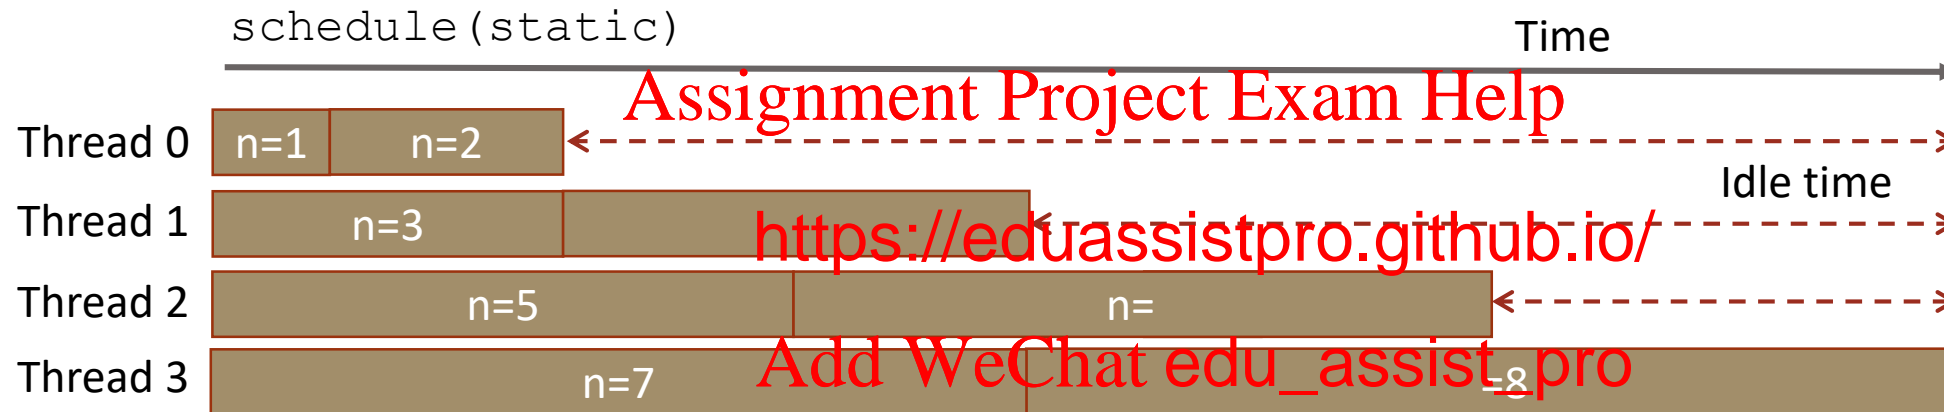 schedule(static)
Time
Assignment Project Exam Help
Thread 0 n=1 n=2
Idle time
Thread 1 n=3
https://eduassistpro.github.io/
Thread 2 n=5 n=
Add WeChat edu_assist_pro
Thread 3 n=7 =8